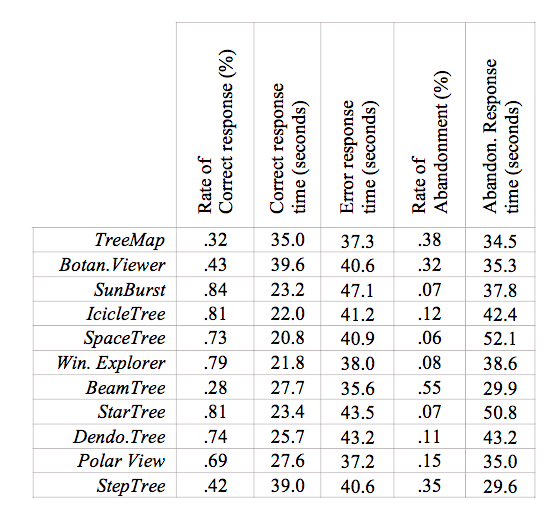 Rate of
Correct response (%)
Correct response
time (seconds)
Error response
time (seconds)
Rate of
Abandonment (%)
Abandon. Response
time (seconds)
TreeMap .32 35.0 37.3 .38 34.5
Botan.Viewer .43 39.6 40.6 .32 35.3
SunBurst .84 23.2 47.1 .07 37.8
IcicleTree .81 22.0 41.2 .12 42.4
SpaceTree .73 20.8 40.9 .06 52.1
Win. Explorer .79 21.8 38.0 .08 38.6
BeamTree .28 27.7 35.6 .55 29.9
StarTree .81 23.4 43.5 .07 50.8
Dendo.Tree .74 25.7 43.2 .11 43.2
Polar View .69 27.6 37.2 .15 35.0
StepTree .42 39.0 40.6 .35 29.6